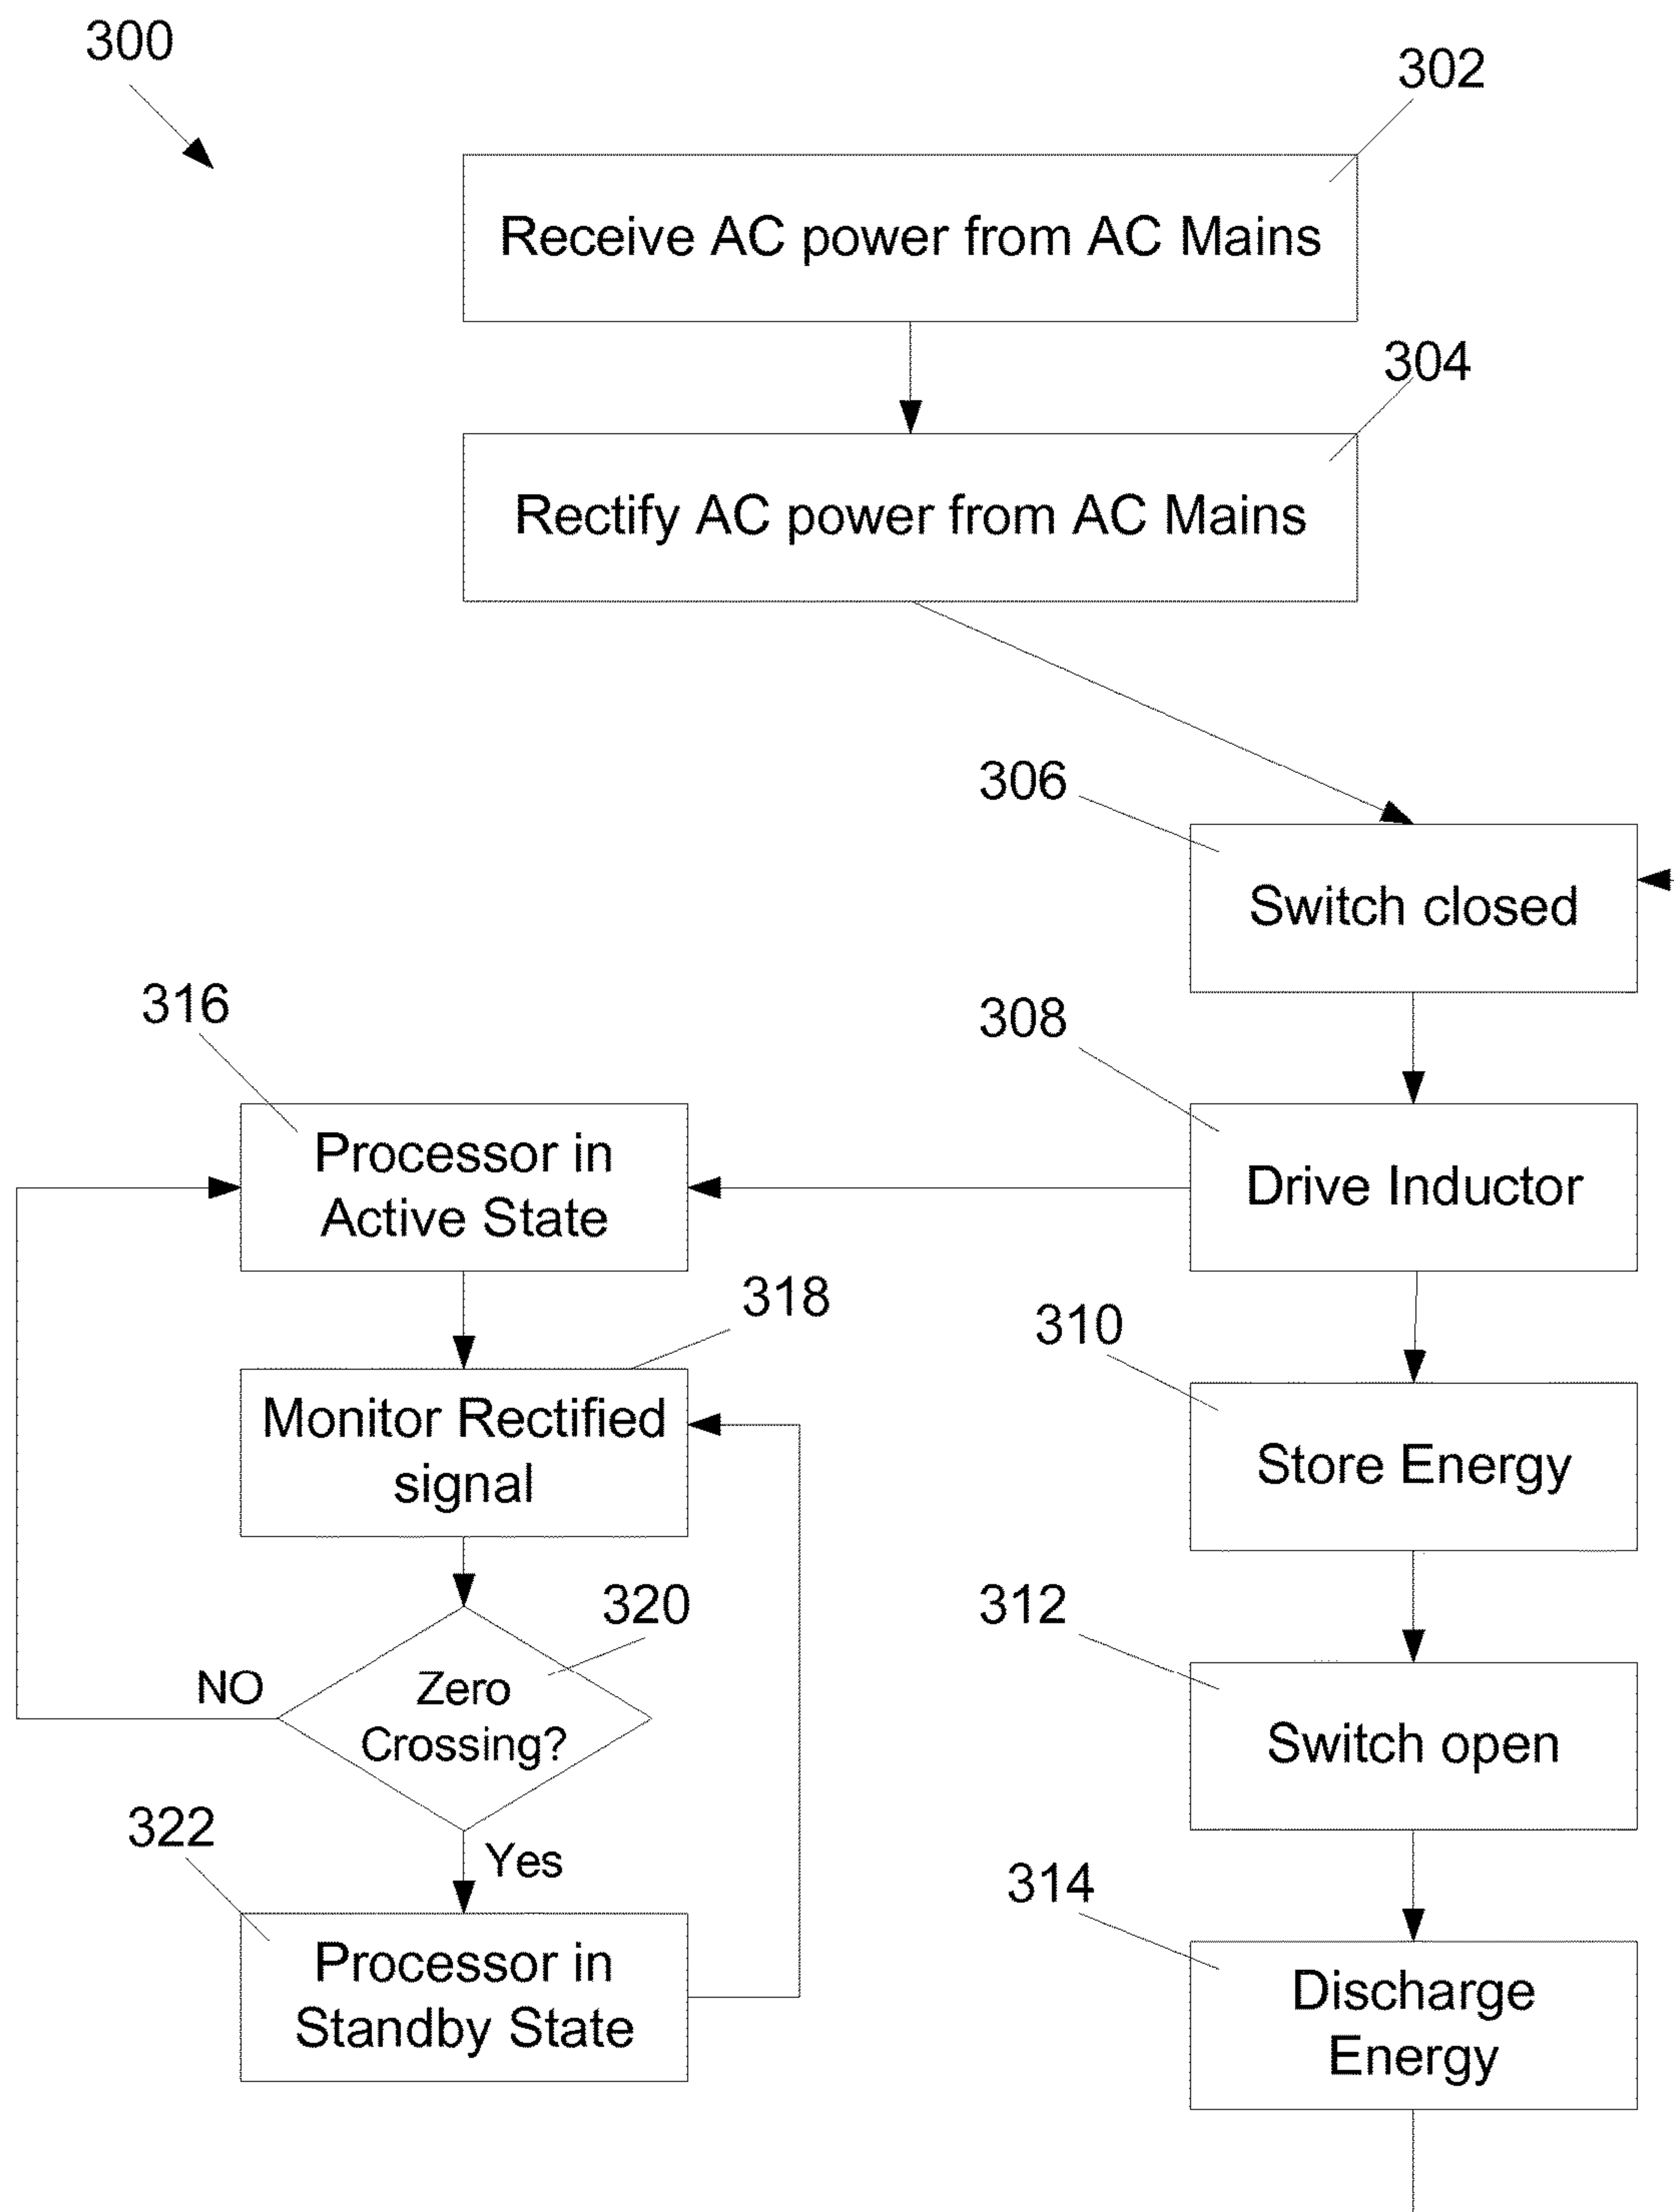 300
302
Receive AC power from AC Mains
304
Rectify AC power from AC Mains
306
Switch closed
316
308
Processor in
Active State
Drive Inductor
318
310
Monitor Rectified
signal
Store Energy
320
312
NO
Zero
Crossing?
Switch open
322
Yes
314
Processor in
Standby State
Discharge
Energy